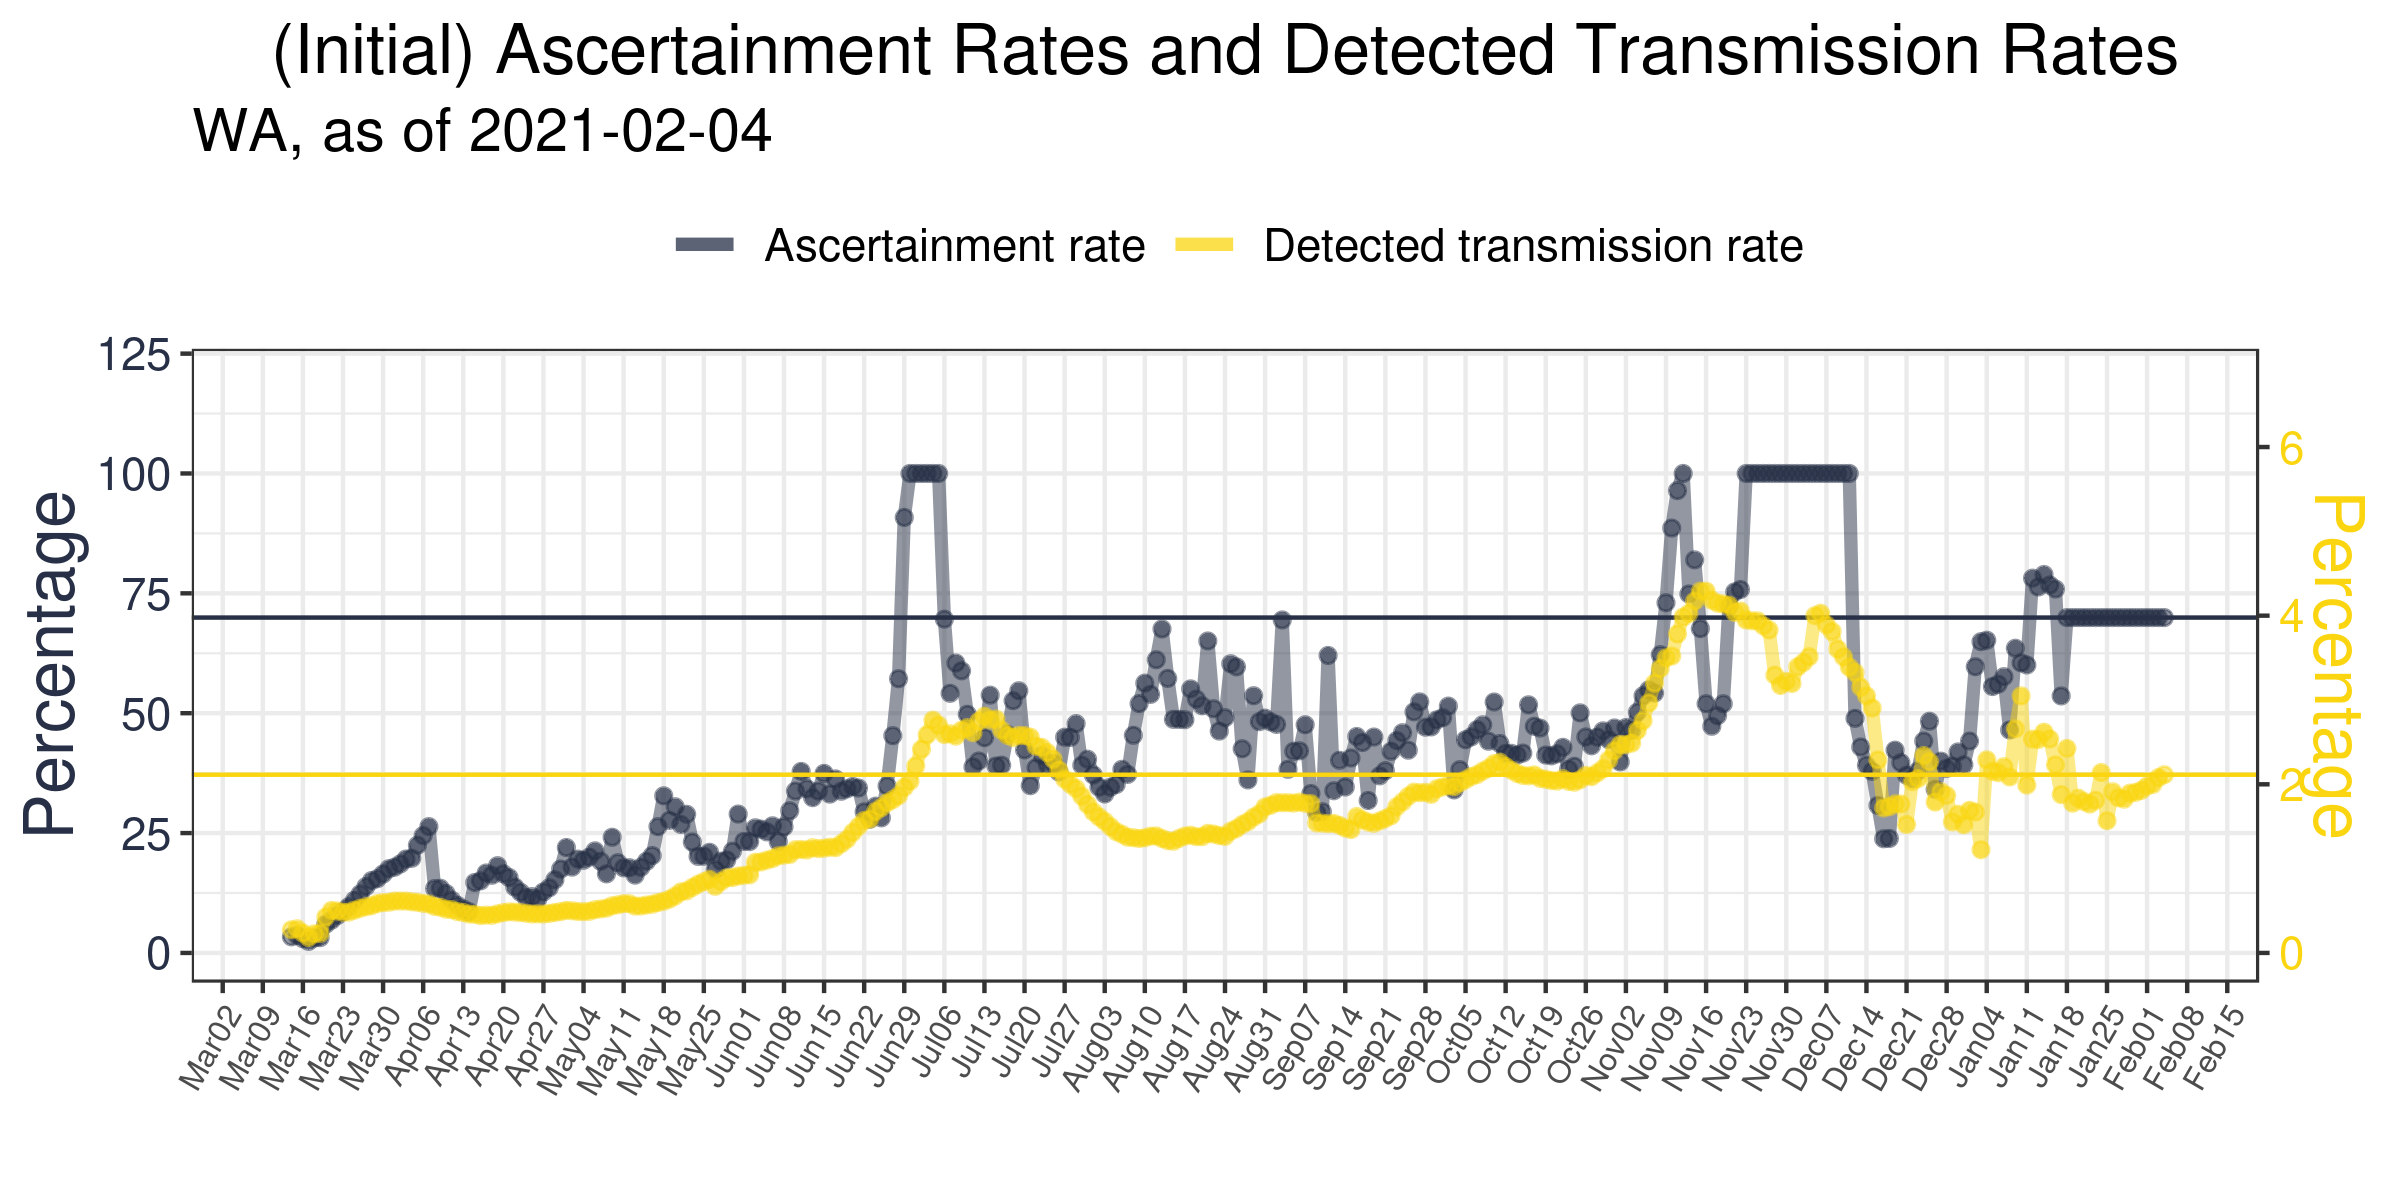 (Initial) Ascertainment Rates and Detected Transmission Rates
WA, as of 2021-02-04
Ascertainment rate
Detected transmission rate
Percentage
125
100
75
50
25
0
6
4
2
0
Percentage
Mar02
Mar09
Mar16
Mar23
Mar30
Apr06
Apr13
Apr20
Apr27
May04
May11
May18
May25
Jun01
Jun08
Jun15
Jun22
Jun29
Jul06
Jul13
Jul20
Jul27
Aug03
Aug10
Aug17
Aug24
Aug31
Sep07
Sep14
Sep21
Sep28
Oct05
Oct12
Oct19
Oct26
Nov02
Nov09
Nov16
Nov23
Nov30
Dec07
Dec14
Dec21
Dec28
Jan04
Jan11
Jan18
Jan25
Feb01
Feb08
Feb15